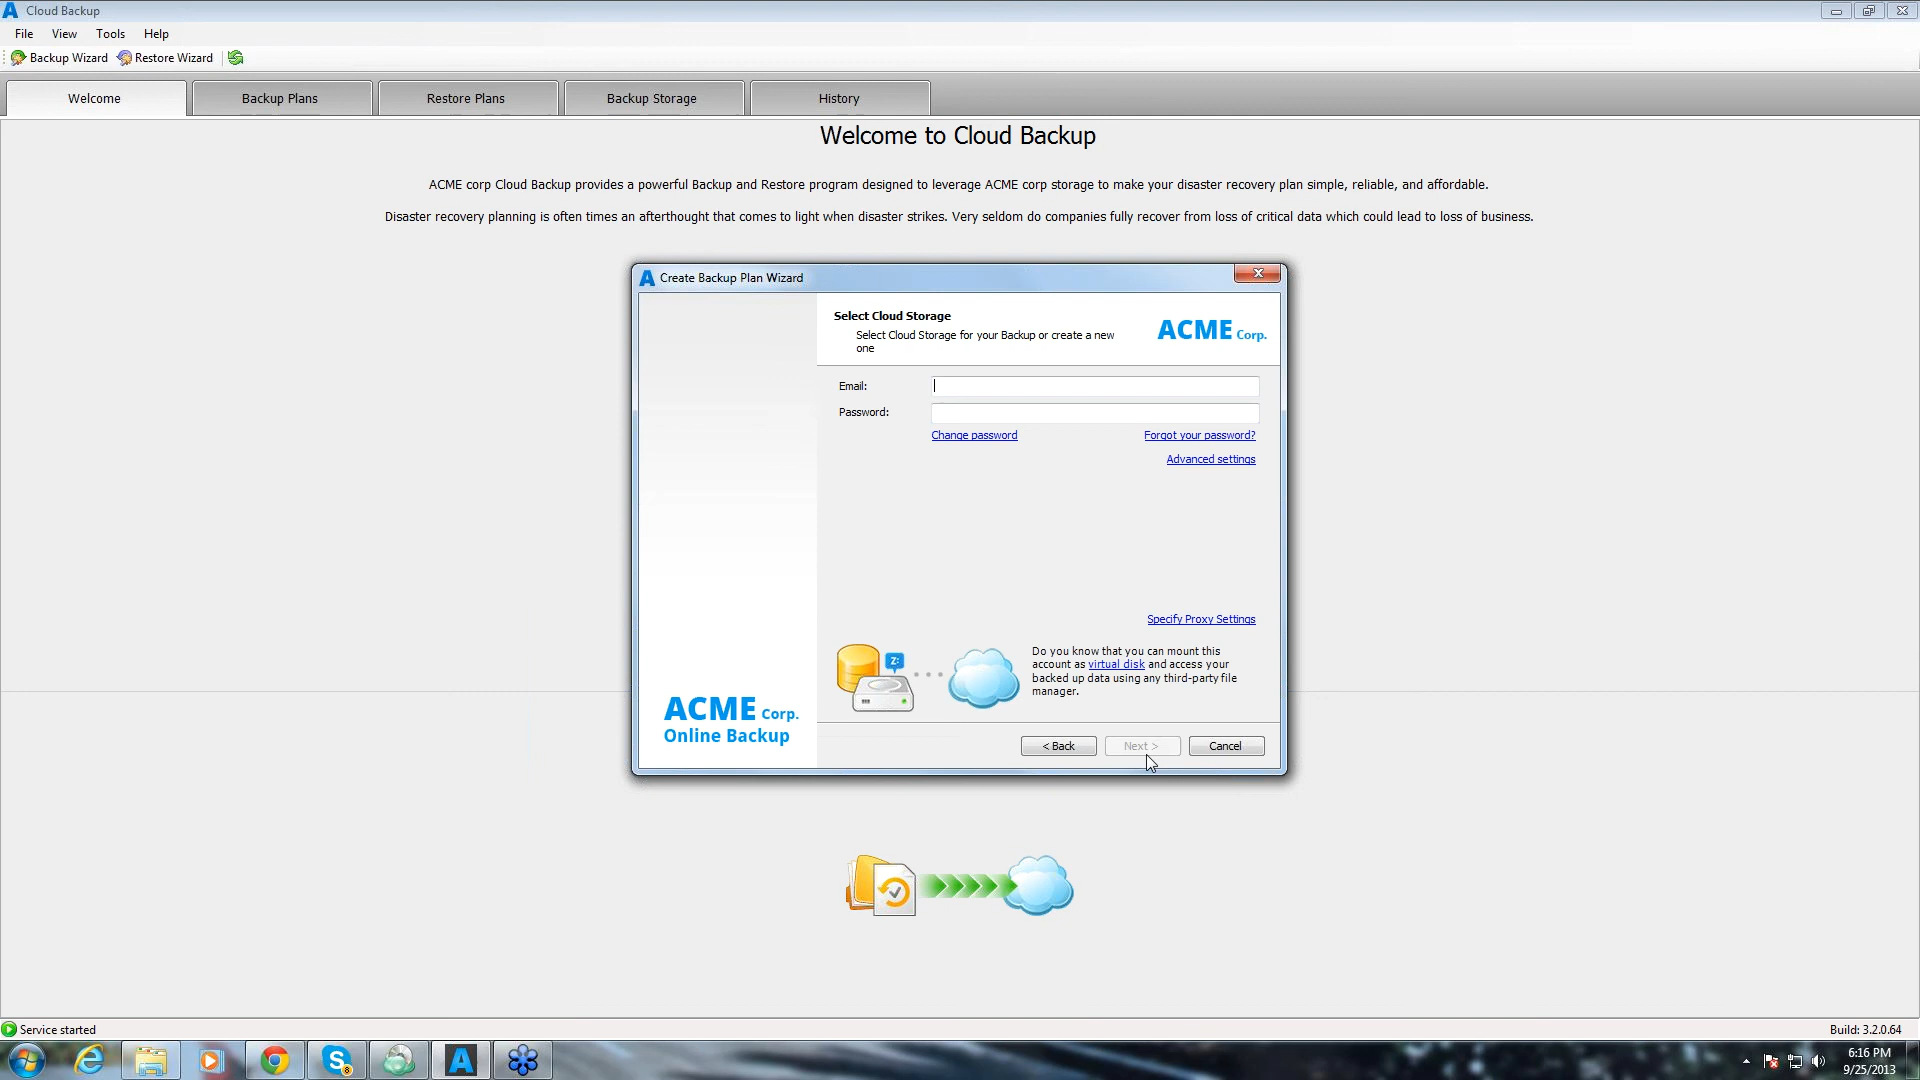 Cloud Backup
File View Tools Help
Backup Wizard Restore Wizard
Welcome Backup Plans Restore Plans Backup Storage History
Welcome to Cloud Backup
ACME corp Cloud Backup provides a powerful Backup and Restore program designed to leverage ACME corp storage to make your disaster recovery plan simple, reliable, and affordable.
Disaster recovery planning is often times an afterthought that comes to light when disaster strikes. Very seldom do companies fully recover from loss of critical data which could lead to loss of business.
Create Backup Plan Wizard
Select Cloud Storage
Select Cloud Storage for your Backup or create a new
one
ACME Corp.
Email:
Password:
Change password Forgot your password?
Advanced settings
Specify Proxy Settings
Z:
Do you know that you can mount this
account as virtual disk and access your
backed up data using any third-party file
manager.
ACME Corp.
Online Backup
< Back Next > Cancel
Service started Build: 3.2.0.64
8
6:16 PM
9/25/2013